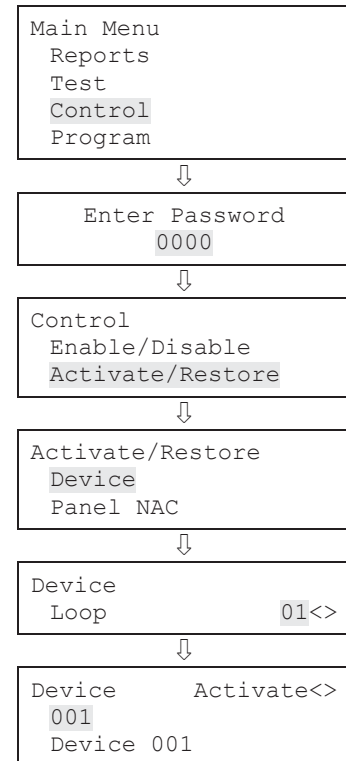 Main Menu
Reports
Test
Control
Program
⇩
Enter Password
0000
⇩
Control
Enable/Disable
Activate/Restore
⇩
Activate/Restore
Device
Panel NAC
⇩
Device
Loop 01<>
⇩
Device Activate<>
001
Device 001